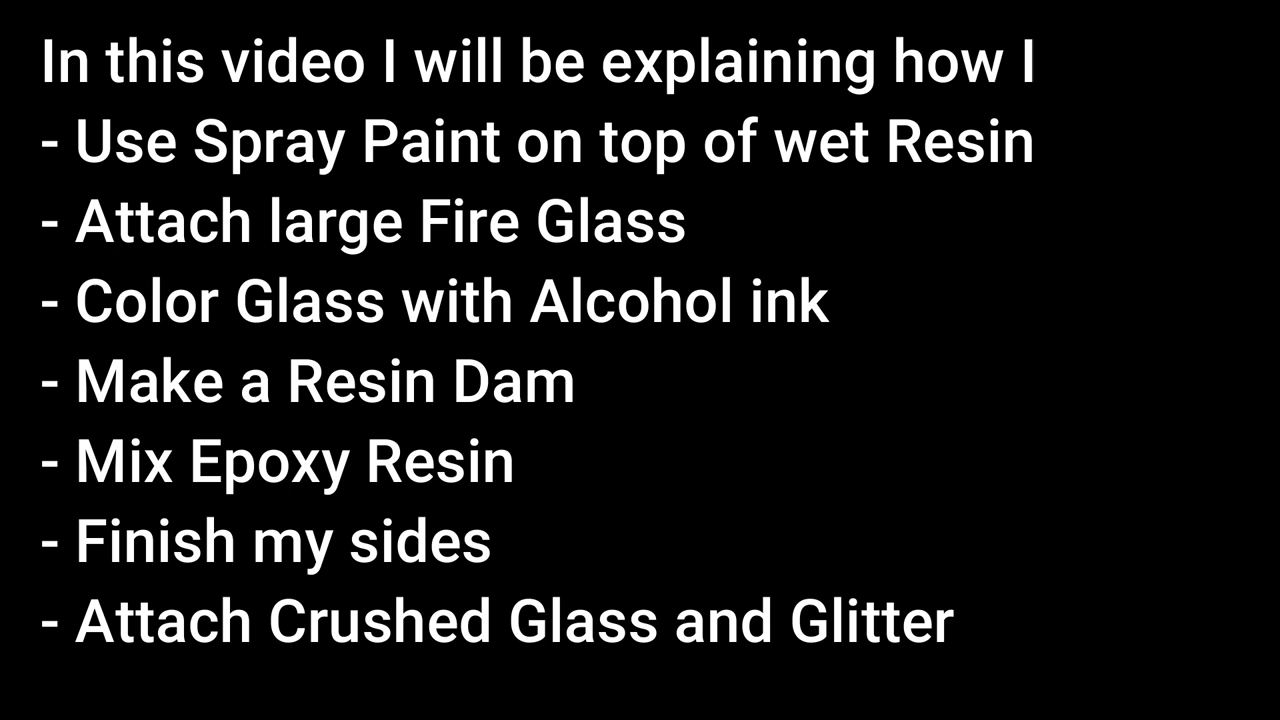 In this video I will be explaining how I
- Use Spray Paint on top of wet Resin
- Attach large Fire Glass
- Color Glass with Alcohol ink
- Make a Resin Dam
- Mix Epoxy Resin
- Finish my sides
- Attach Crushed Glass and Glitter